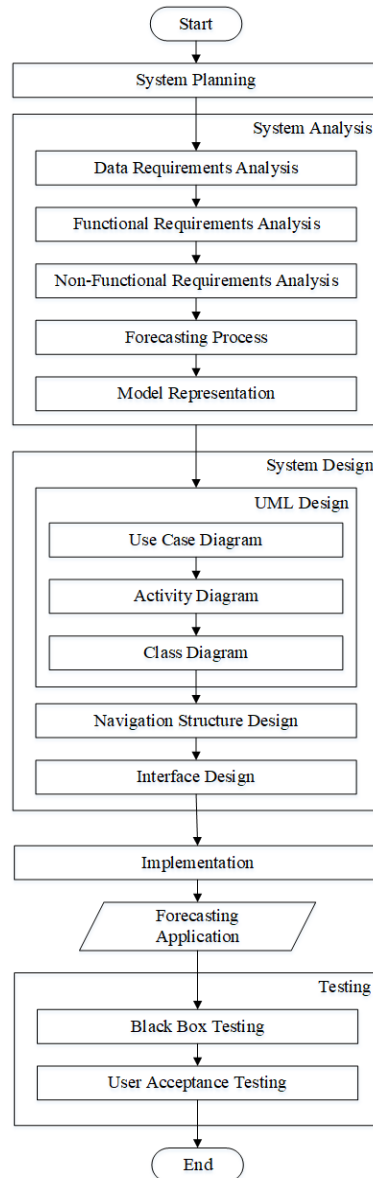 Start
System Planning
System Analysis
Data Requirements Analysis
Functional Requirements Analysis
Non-Functional Requirements Analysis
Forecasting Process
Model Representation
System Design
UML Design
Use Case Diagram
Activity Diagram
Class Diagram
Navigation Structure Design
Interface Design
Implementation
Forecasting
Application
Testing
Black Box Testing
User Acceptance Testing
End